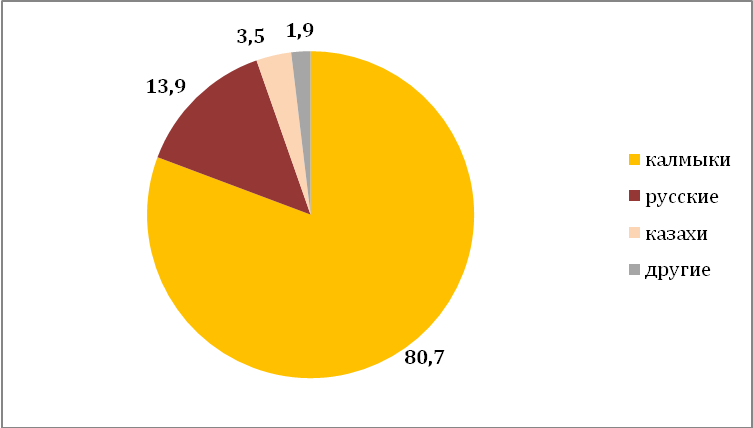 1,9
3,5
13,9
80,7
калмыки
русские
казахи
другие